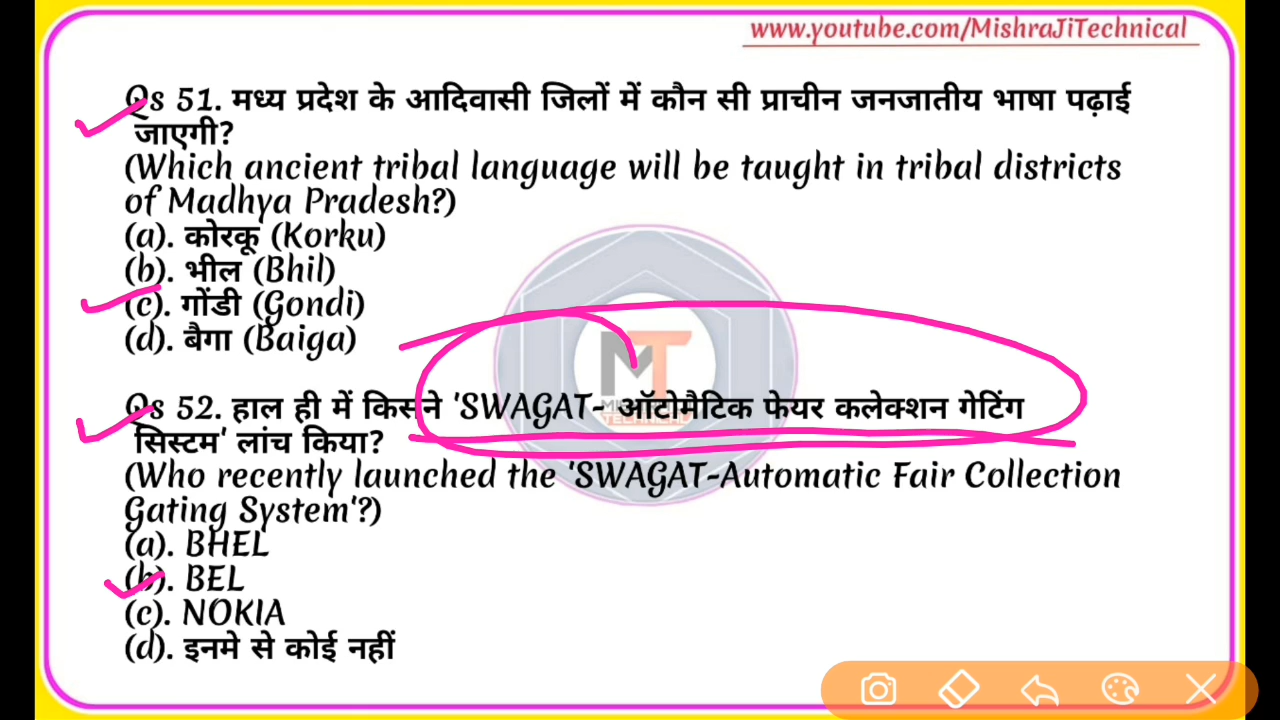 www.youtube.com/MishraJiTechnical
Qs 51. मध्य प्रदेश के आदिवासी जिलों में कौन सी प्राचीन जनजातीय भाषा पढ़ाई
जाएगी?
(Which ancient tribal language will be taught in tribal districts
of Madhya Pradesh?)
(a). कोरकू (Korku)
(b). भील (Bhil)
(c). गोंडी (Gondi)
(d). बैगा (Baiga)
MT
Qs 52. हाल ही में किसने 'SWAGAT- ऑटोमैटिक फेयर कलेक्शन गेटिंग
सिस्टम' लांच किया?
(Who recently launched the 'SWAGAT-Automatic Fair Collection
Gating System'?)
(a). BHEL
(b). BEL
(c). NOKIA
(d). इनमे से कोई नहीं